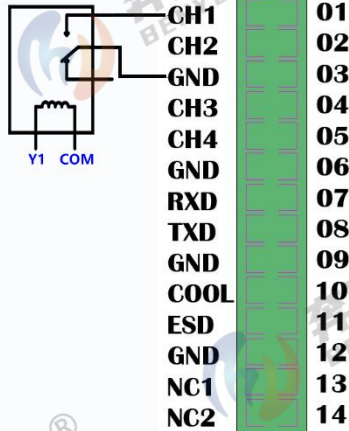 CH1 01
CH2 02
GND 03
CH3 04
CH4 05
GND 06
RXD 07
TXD 08
GND 09
COOL 10
ESD 11
GND 12
NC1 13
NC2 14
Y1 COM
®